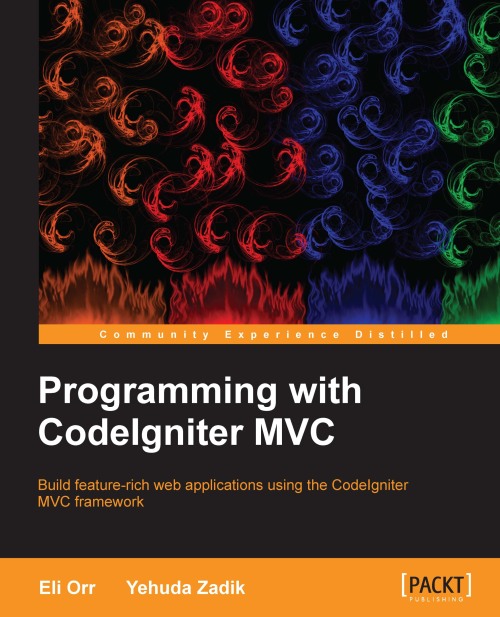 Community Experience Distilled
Programming with
CodeIgniter MVC
Build feature-rich web applications using the CodeIgniter
MVC framework
Eli Orr Yehuda Zadik
[PACKT]
PUBLISHING